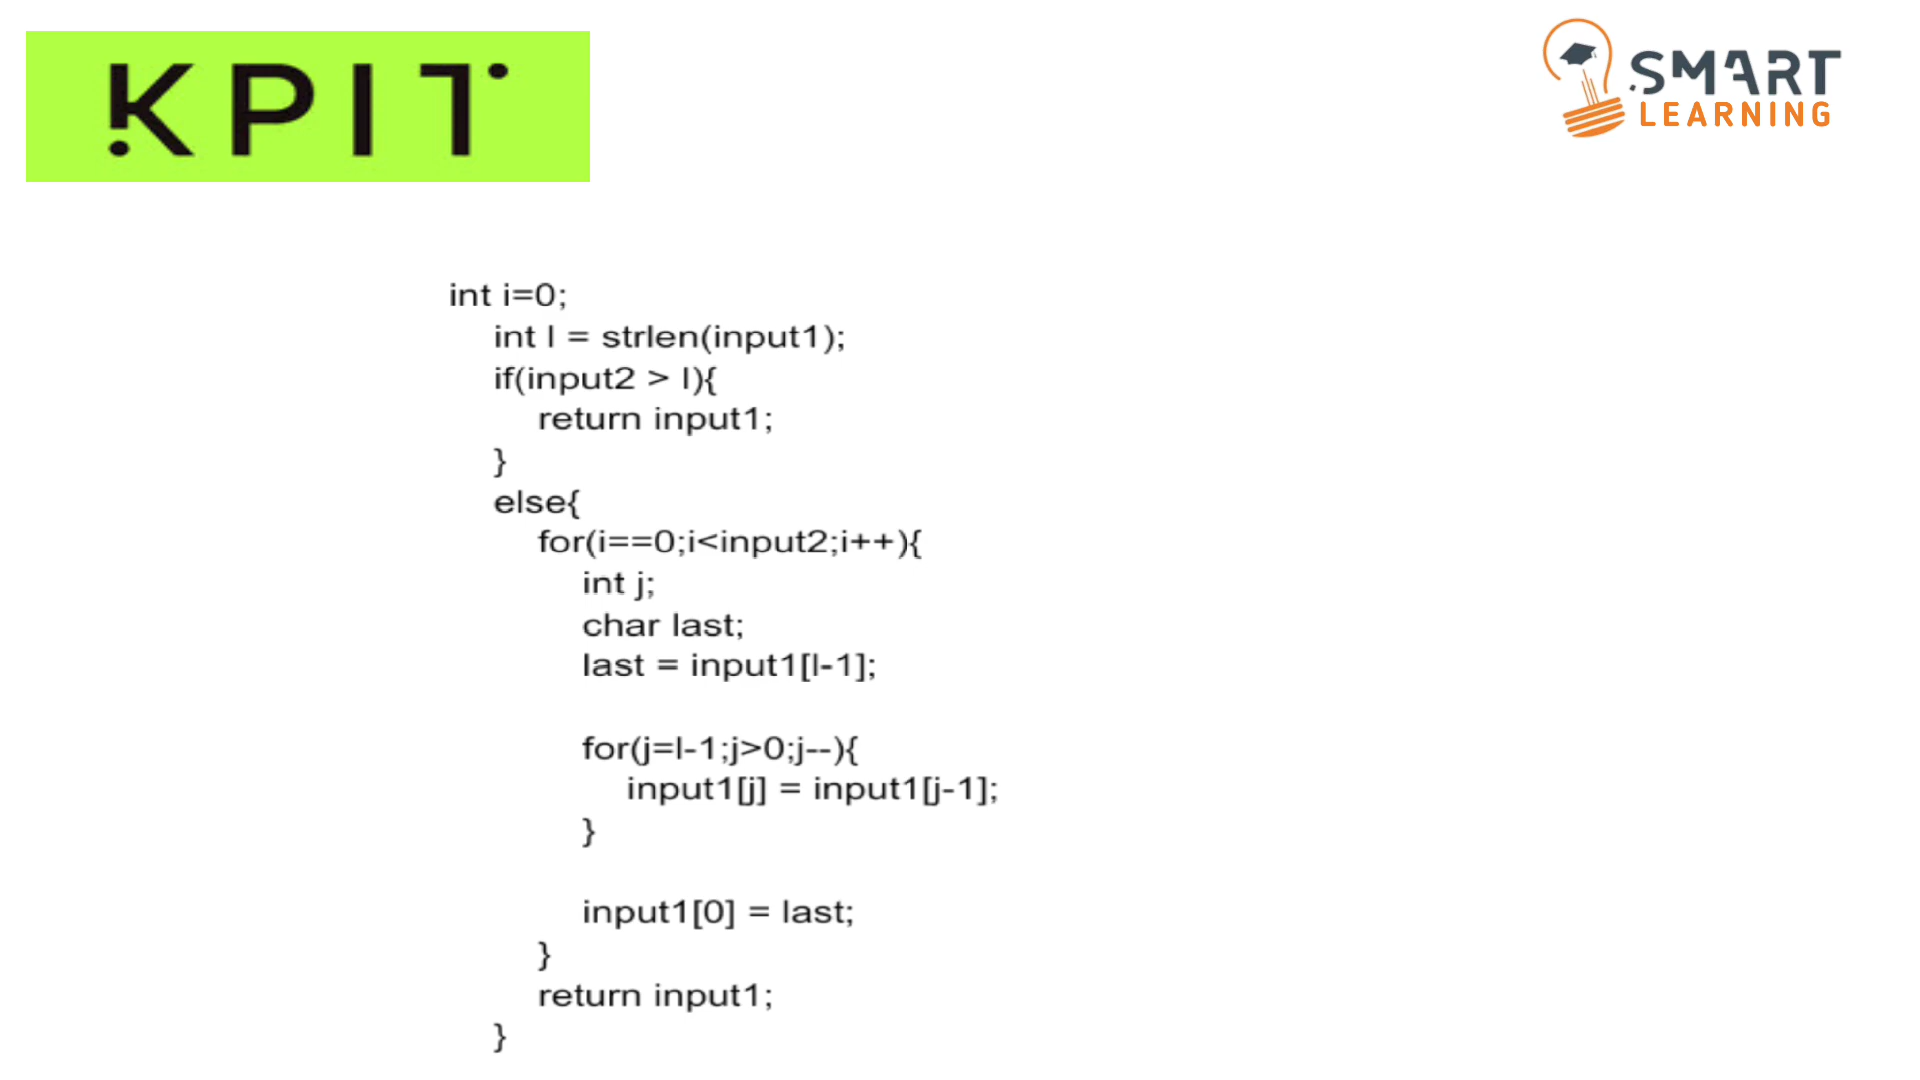 KPIT
SMART
LEARNING
int i=0;
int l = strlen(input1);
if(input2 > l){
return input1;
}
else{
for(i==0;i<input2;i++){
int j;
char last;
last = input1[l-1];
for(j=l-1;j>0;j--){
input1[j] = input1[j-1];
}
input1[0] = last;
}
return input1;
}